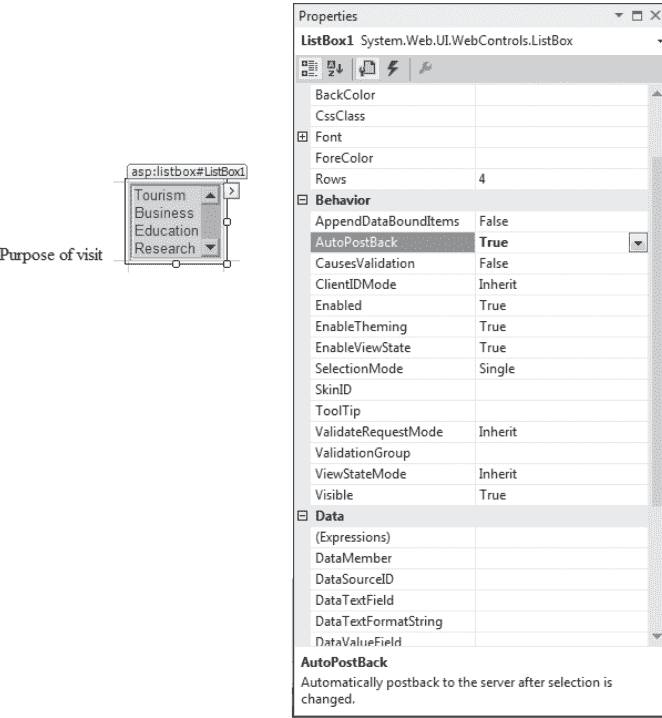 asp:listbox#ListBox1
Tourism
Business
Education
Research
Purpose of visit
Properties
ListBox1 System.Web.UI.WebControls.ListBox
BackColor
CssClass
Font
ForeColor
Rows 4
Behavior
AppendDataBoundItems False
AutoPostBack True
CausesValidation False
ClientIDMode Inherit
Enabled True
EnableTheming True
EnableViewState True
SelectionMode Single
SkinID
ToolTip
ValidateRequestMode Inherit
ValidationGroup
ViewStateMode Inherit
Visible True
Data
(Expressions)
DataMember
DataSourceID
DataTextField
DataTextFormatString
DataValueField
AutoPostBack
Automatically postback to the server after selection is
changed.